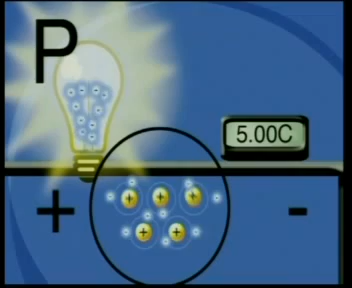 P
5.00C
+ -
+ + +
+ +